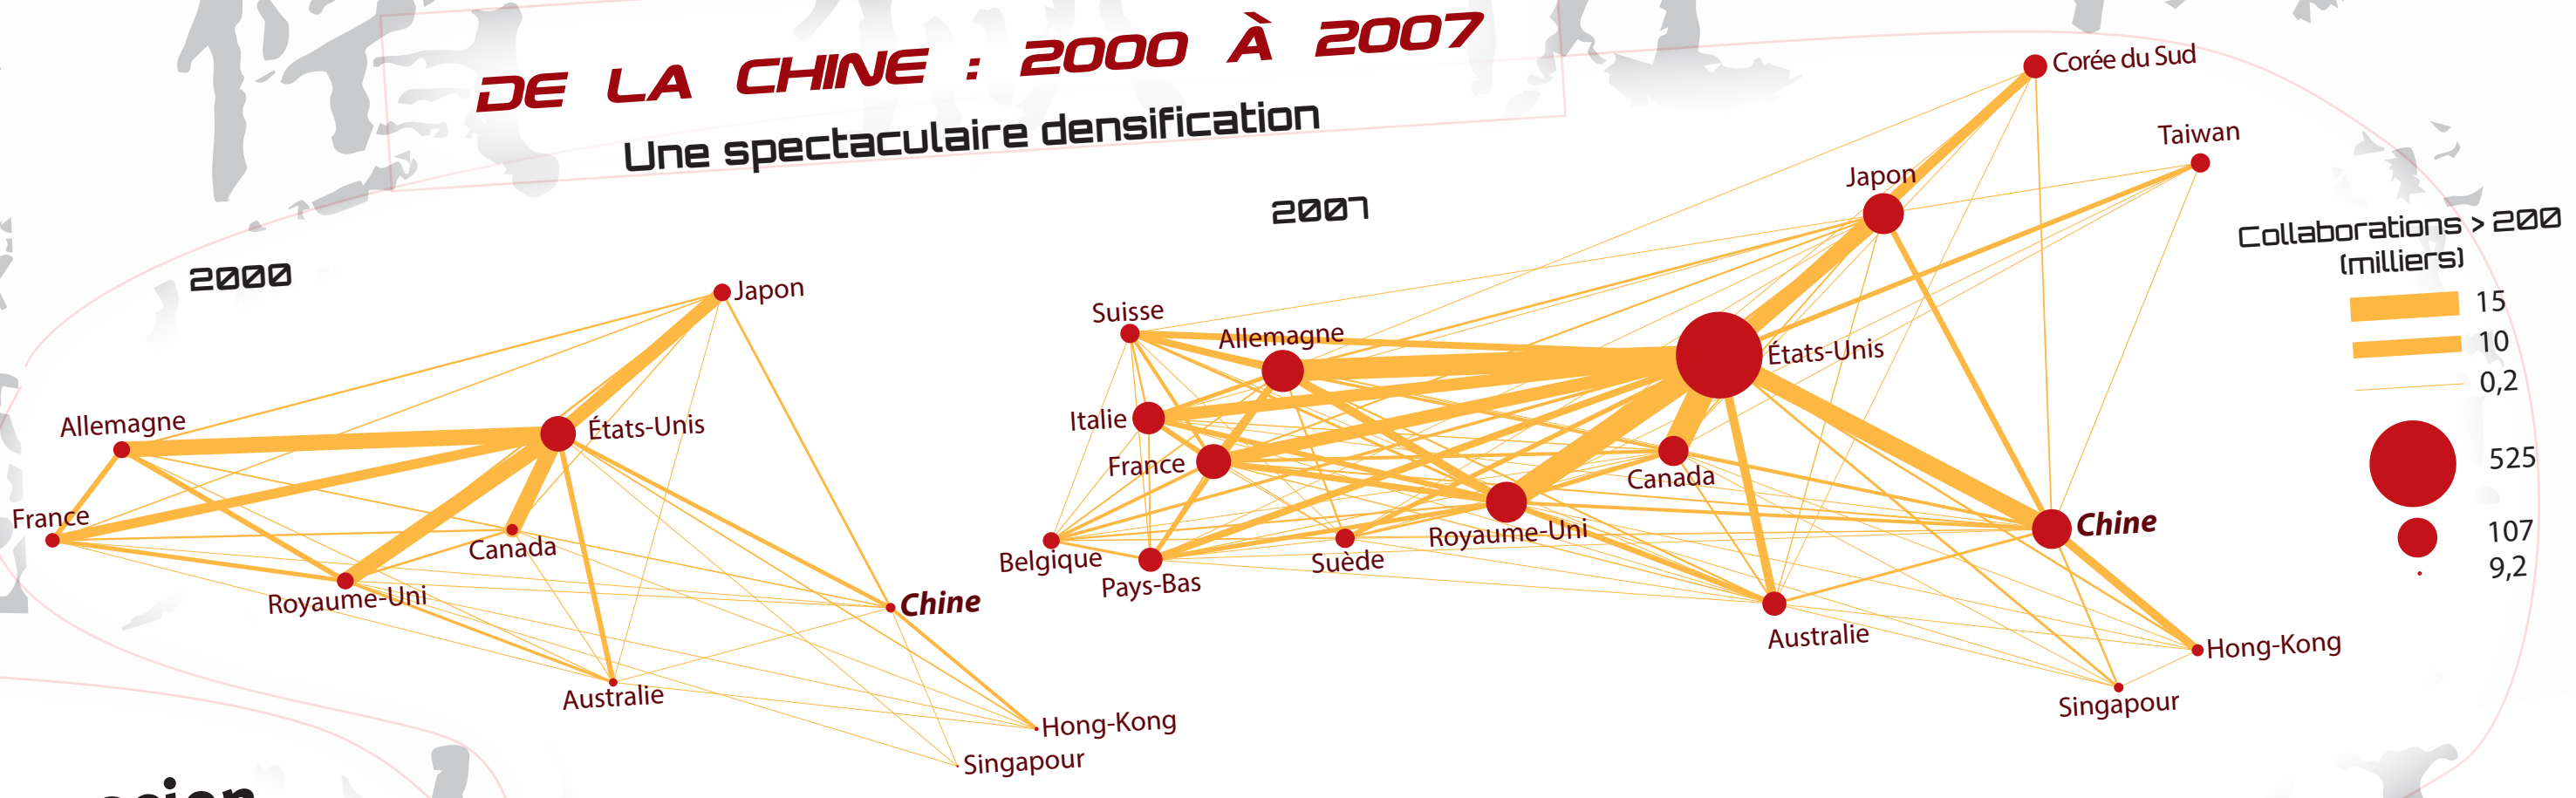 DE LA CHINE : 2000 À 2007
Une spectaculaire densification
2000
Japon
Allemagne
États-Unis
France
Canada
Royaume-Uni
Chine
Australie
Hong-Kong
Singapour
2007
Corée du Sud
Taiwan
Japon
Suisse
Allemagne
États-Unis
Italie
France
Canada
Royaume-Uni
Chine
Belgique
Pays-Bas
Suède
Australie
Hong-Kong
Singapour
Collaborations > 200
(milliers)
15
10
0,2
525
107
9,2